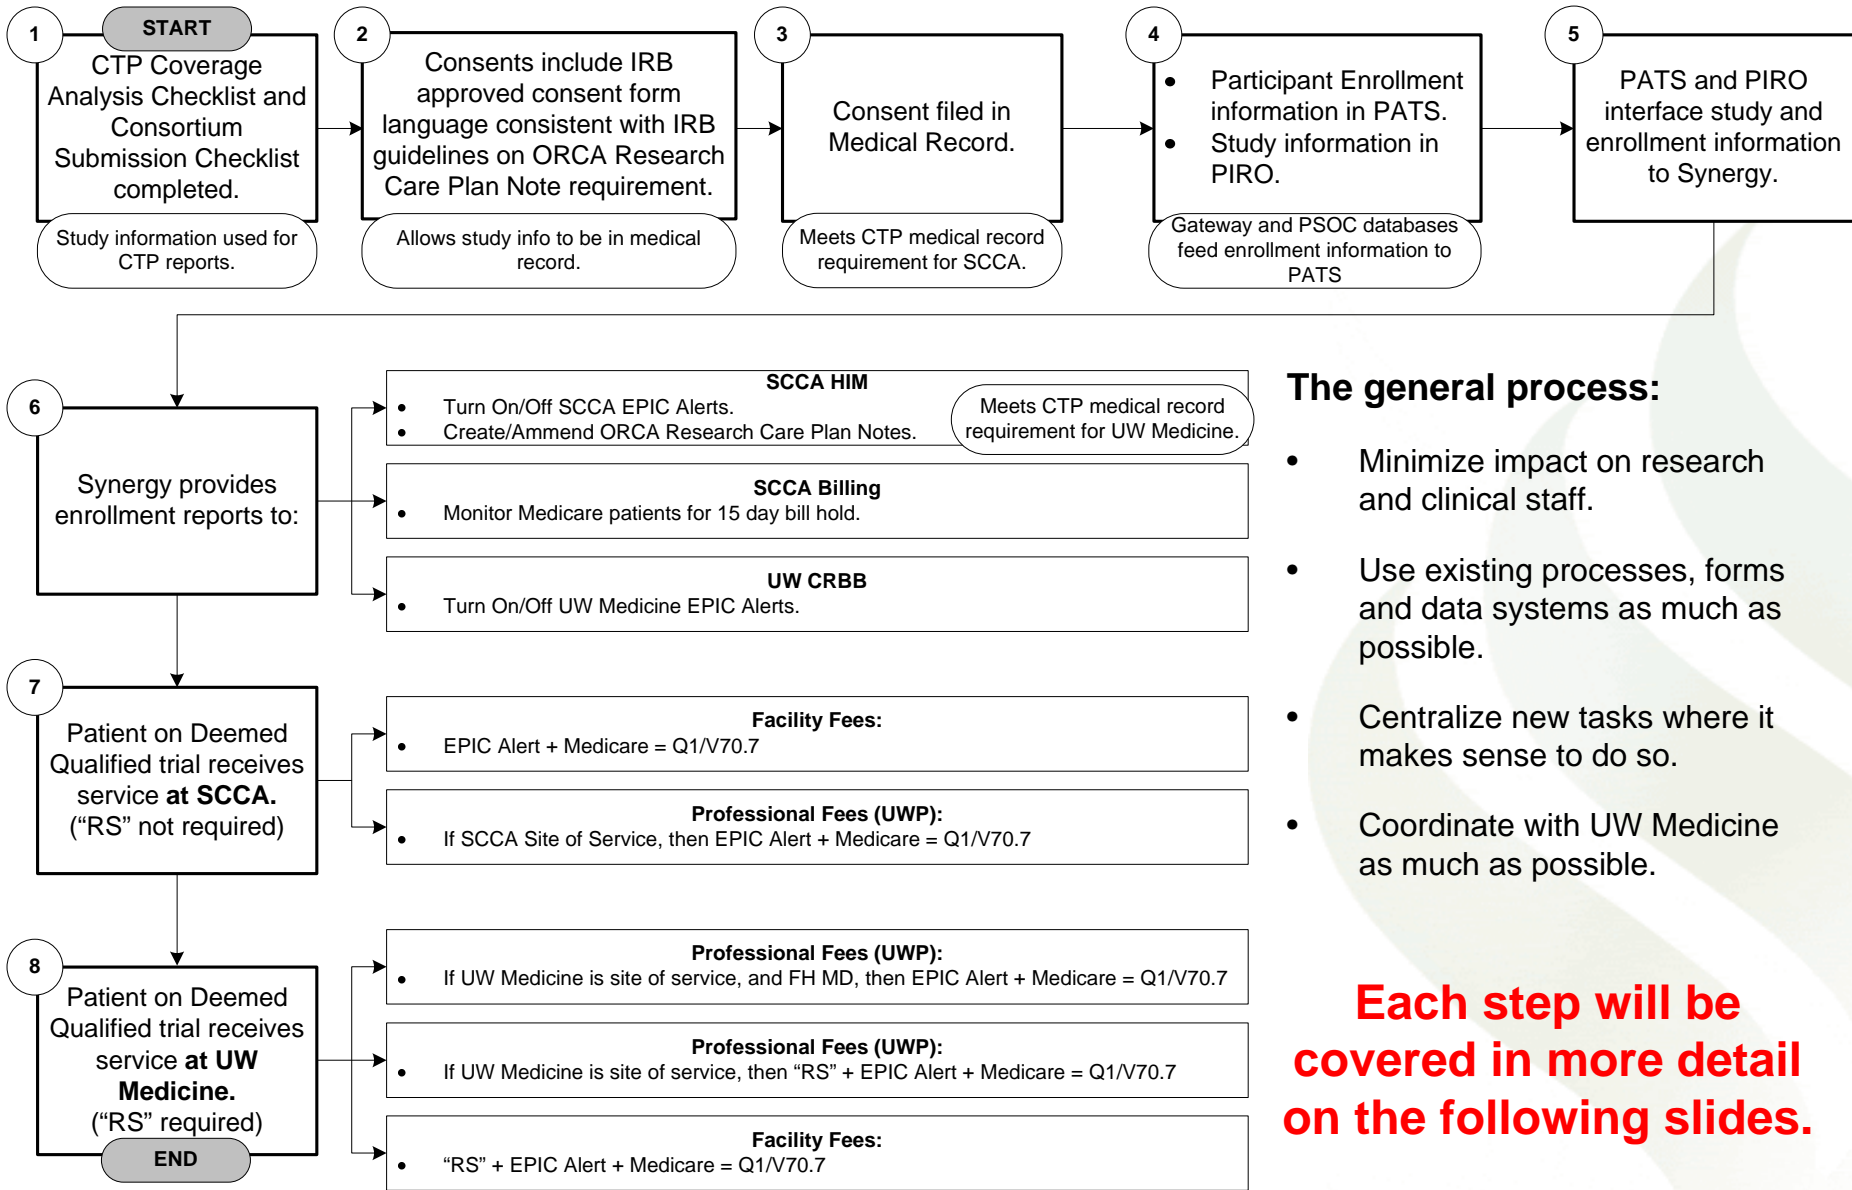 1
START
CTP Coverage
Analysis Checklist and
Consortium
Submission Checklist
completed.
Study information used for
CTP reports.
2
Consents include IRB
approved consent form
language consistent with IRB
guidelines on ORCA Research
Care Plan Note requirement.
Allows study info to be in medical
record.
3
Consent filed in
Medical Record.
Meets CTP medical record
requirement for SCCA.
4
• Participant Enrollment
information in PATS.
• Study information in
PIRO.
Gateway and PSOC databases
feed enrollment information to
PATS
5
PATS and PIRO
interface study and
enrollment information
to Synergy.
6
Synergy provides
enrollment reports to:
SCCA HIM
• Turn On/Off SCCA EPIC Alerts.
• Create/Ammend ORCA Research Care Plan Notes.
Meets CTP medical record
requirement for UW Medicine.
SCCA Billing
• Monitor Medicare patients for 15 day bill hold.
UW CRBB
• Turn On/Off UW Medicine EPIC Alerts.
7
Patient on Deemed
Qualified trial receives
service at SCCA.
(“RS” not required)
Facility Fees:
• EPIC Alert + Medicare = Q1/V70.7
Professional Fees (UWP):
• If SCCA Site of Service, then EPIC Alert + Medicare = Q1/V70.7
8
Patient on Deemed
Qualified trial receives
service at UW
Medicine.
(“RS” required)
END
Professional Fees (UWP):
• If UW Medicine is site of service, and FH MD, then EPIC Alert + Medicare = Q1/V70.7
Professional Fees (UWP):
• If UW Medicine is site of service, then “RS” + EPIC Alert + Medicare = Q1/V70.7
Facility Fees:
• “RS” + EPIC Alert + Medicare = Q1/V70.7
The general process:
• Minimize impact on research
and clinical staff.
• Use existing processes, forms
and data systems as much as
possible.
• Centralize new tasks where it
makes sense to do so.
• Coordinate with UW Medicine
as much as possible.
Each step will be
covered in more detail
on the following slides.